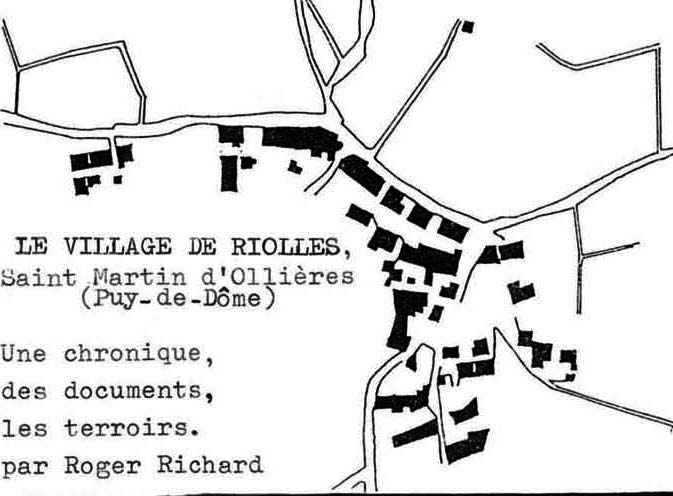 LE VILLAGE DE RIOLLES,
Saint Martin d'Ollières
(Puy-de-Dôme)
Une chronique,
des documents,
les terroirs.
par Roger Richard